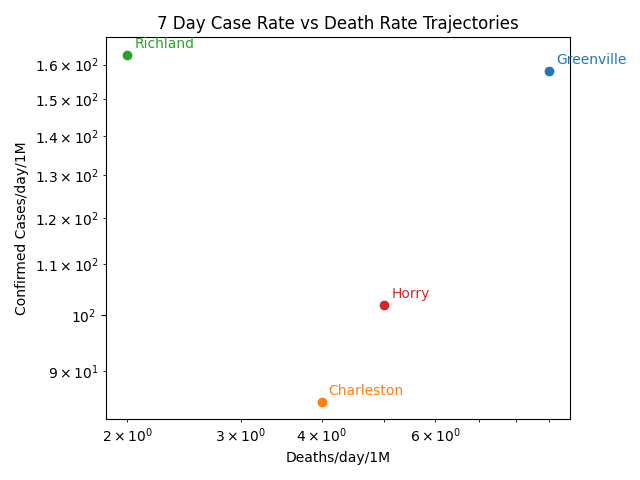 7 Day Case Rate vs Death Rate Trajectories
Richland
Greenville
Horry
Charleston
1.6 × 10²
1.5 × 10²
1.4 × 10²
1.3 × 10²
1.2 × 10²
1.1 × 10²
10²
9 × 10¹
Confirmed Cases/day/1M
2 × 10⁰ 3 × 10⁰ 4 × 10⁰ 6 × 10⁰
Deaths/day/1M